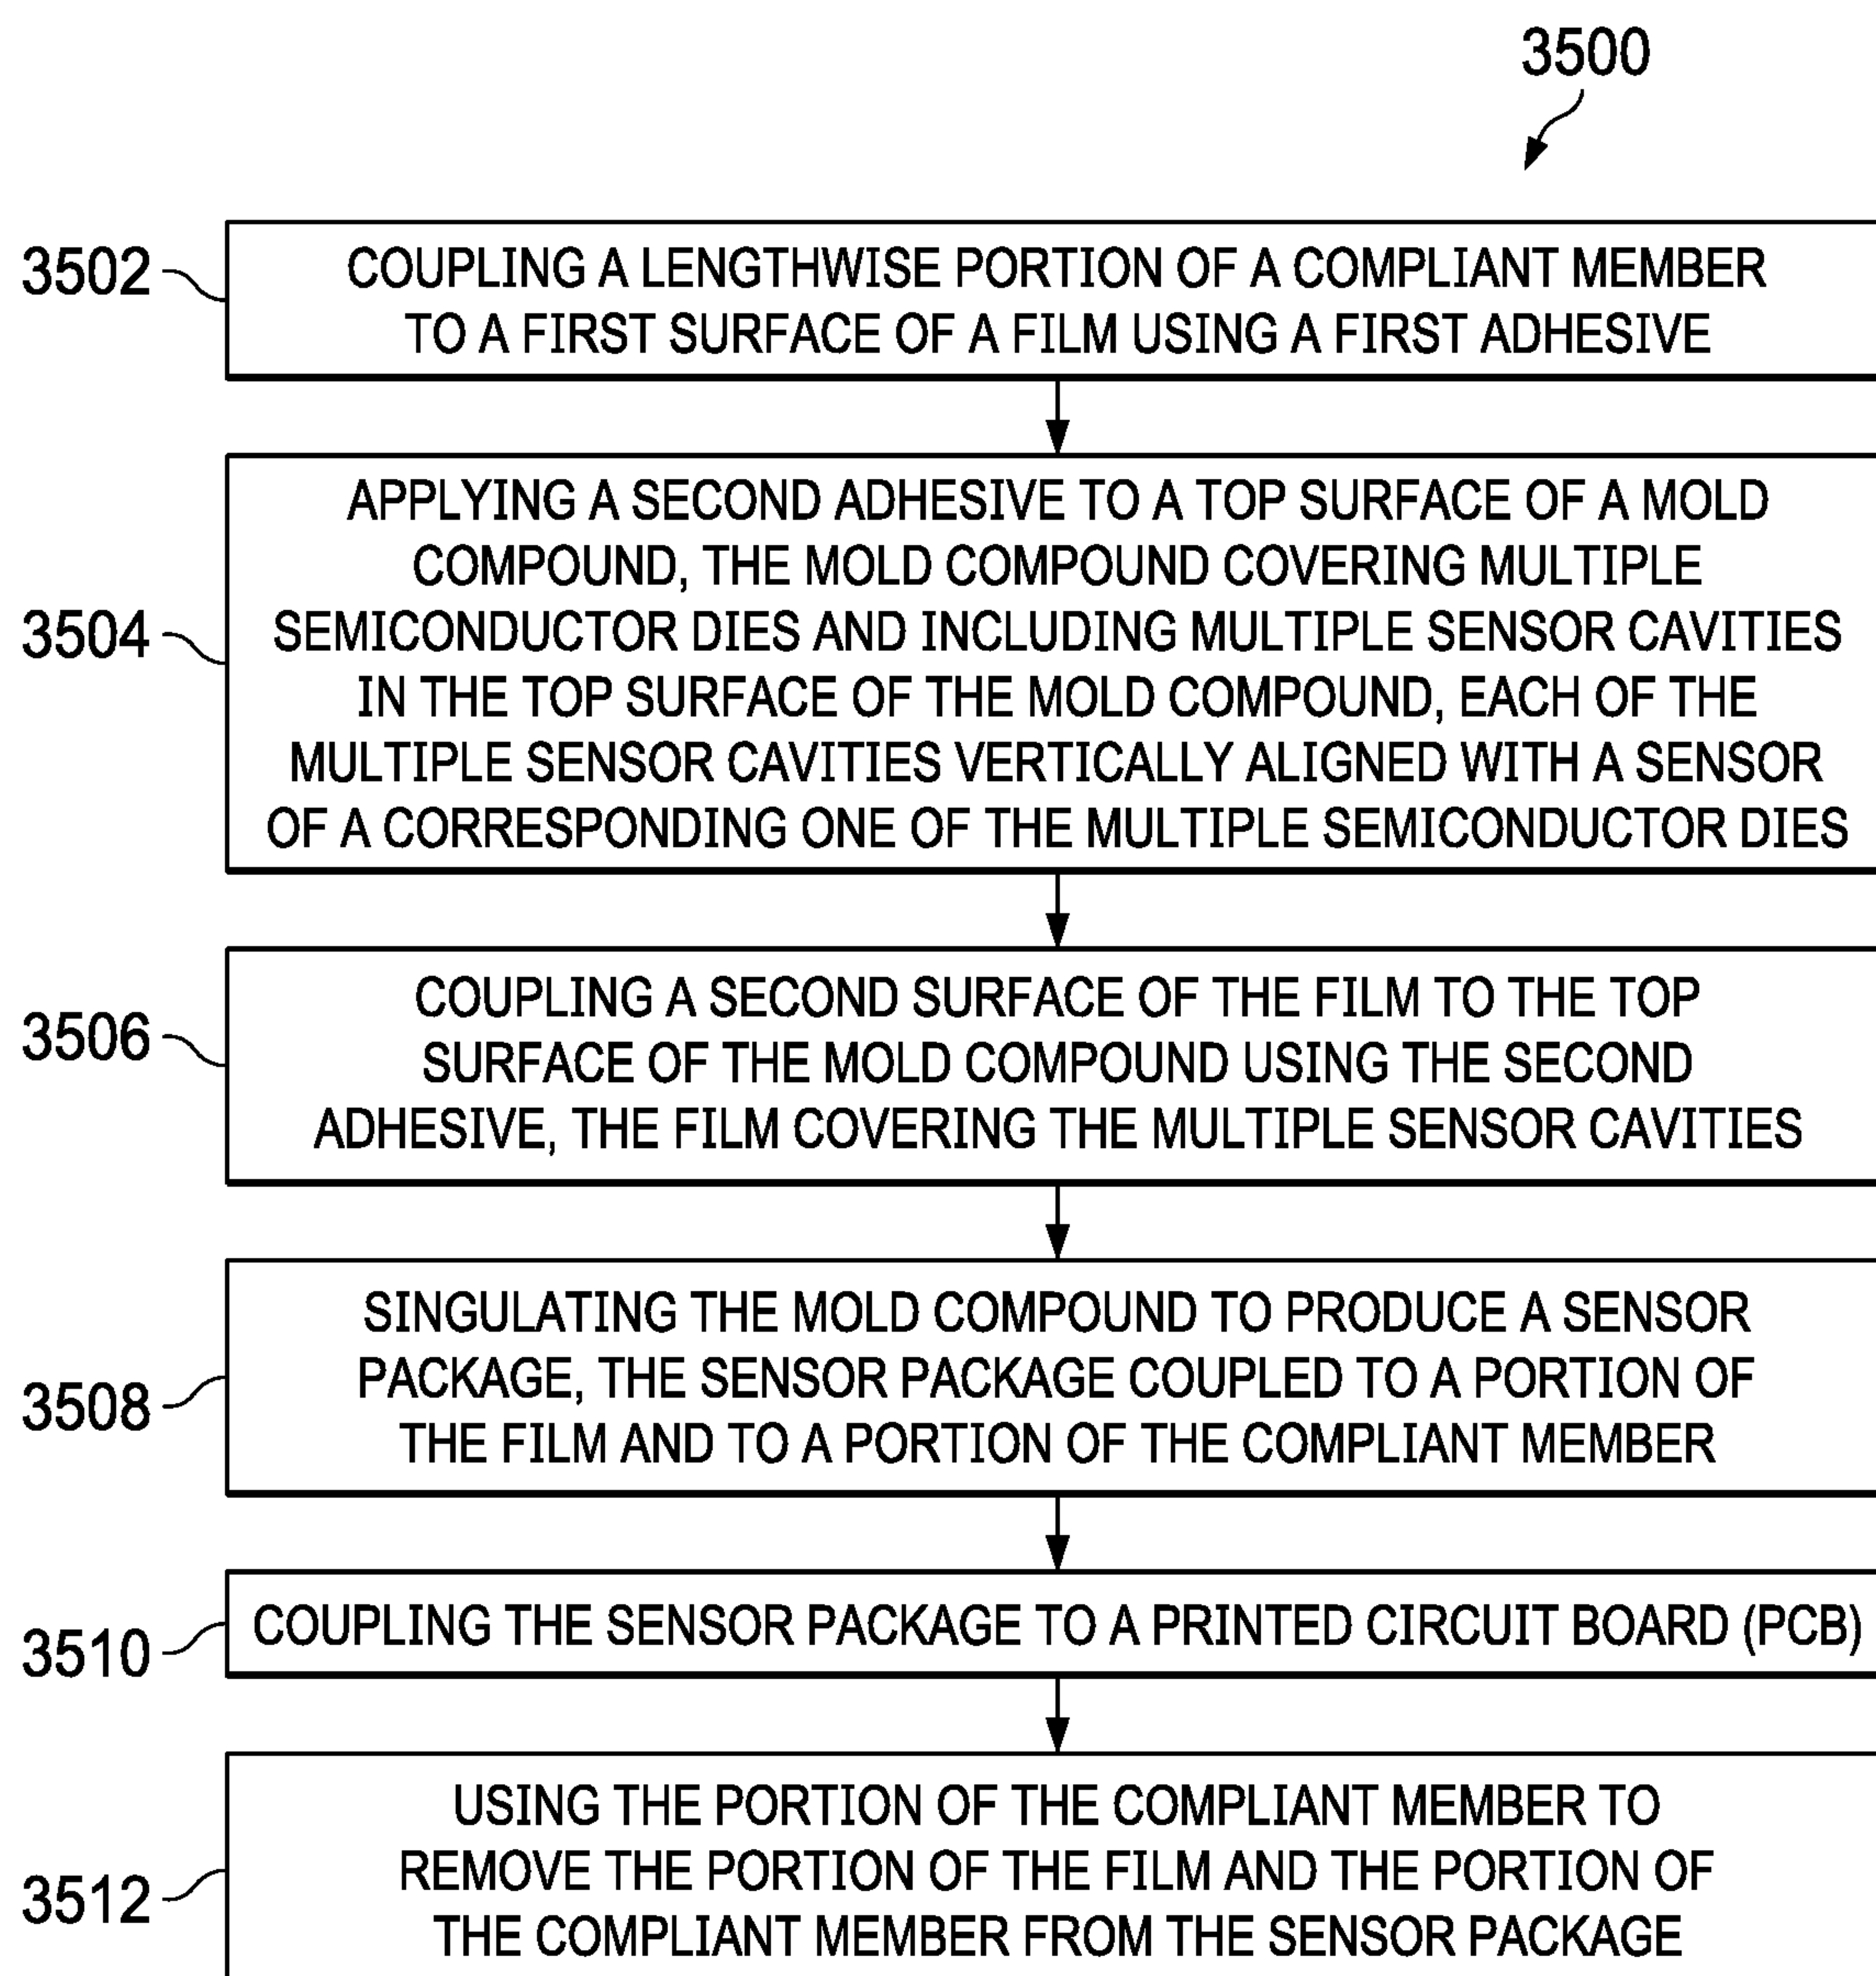 3500
3502
COUPLING A LENGTHWISE PORTION OF A COMPLIANT MEMBER
TO A FIRST SURFACE OF A FILM USING A FIRST ADHESIVE
3504
APPLYING A SECOND ADHESIVE TO A TOP SURFACE OF A MOLD
COMPOUND, THE MOLD COMPOUND COVERING MULTIPLE
SEMICONDUCTOR DIES AND INCLUDING MULTIPLE SENSOR CAVITIES
IN THE TOP SURFACE OF THE MOLD COMPOUND, EACH OF THE
MULTIPLE SENSOR CAVITIES VERTICALLY ALIGNED WITH A SENSOR
OF A CORRESPONDING ONE OF THE MULTIPLE SEMICONDUCTOR DIES
3506
COUPLING A SECOND SURFACE OF THE FILM TO THE TOP
SURFACE OF THE MOLD COMPOUND USING THE SECOND
ADHESIVE, THE FILM COVERING THE MULTIPLE SENSOR CAVITIES
3508
SINGULATING THE MOLD COMPOUND TO PRODUCE A SENSOR
PACKAGE, THE SENSOR PACKAGE COUPLED TO A PORTION OF
THE FILM AND TO A PORTION OF THE COMPLIANT MEMBER
3510
COUPLING THE SENSOR PACKAGE TO A PRINTED CIRCUIT BOARD (PCB)
3512
USING THE PORTION OF THE COMPLIANT MEMBER TO
REMOVE THE PORTION OF THE FILM AND THE PORTION OF
THE COMPLIANT MEMBER FROM THE SENSOR PACKAGE